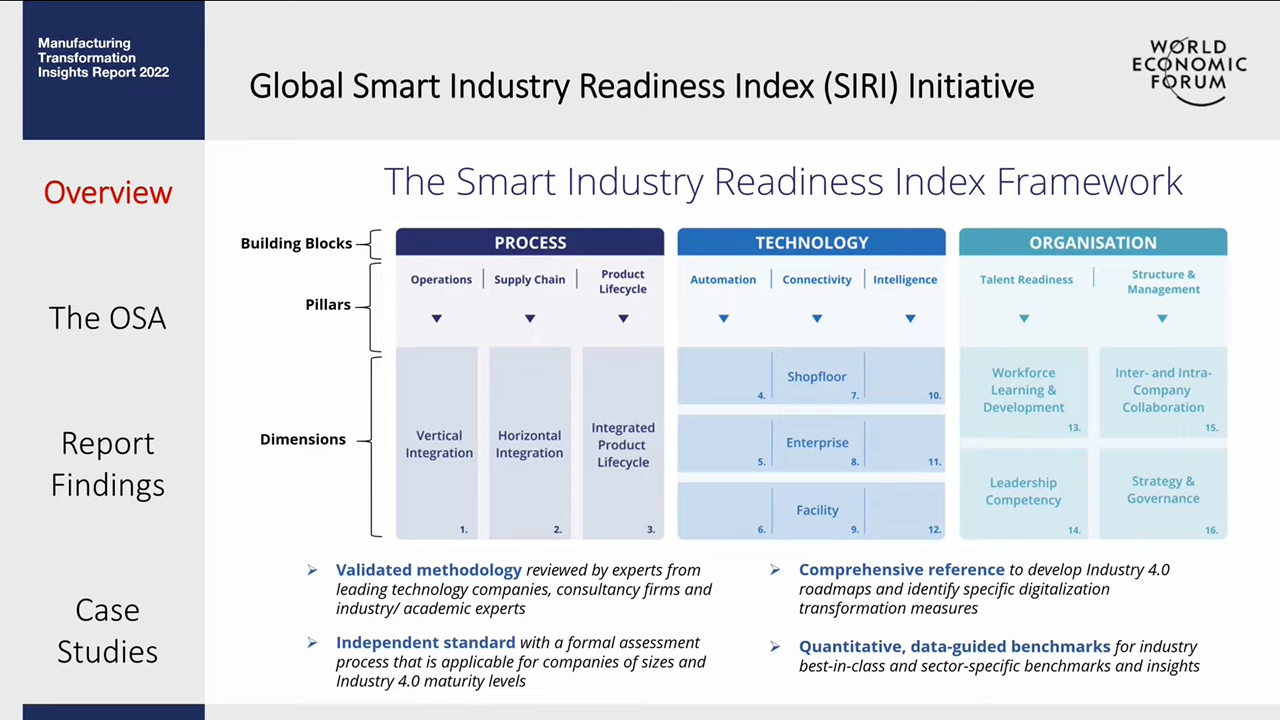 Manufacturing
Transformation
Insights Report 2022
Global Smart Industry Readiness Index (SIRI) Initiative
WORLD
ECONOMIC
FORUM
Overview
The OSA
Report
Findings
Case
Studies
The Smart Industry Readiness Index Framework
Building Blocks
Pillars
Dimensions
PROCESS
Operations
Supply Chain
Product
Lifecycle
Vertical
Integration
1.
Horizontal
Integration
2.
Integrated
Product
Lifecycle
3.
TECHNOLOGY
Automation
Connectivity
Intelligence
Shopfloor
4.
7.
10.
Enterprise
5.
8.
11.
Facility
6.
9.
12.
ORGANISATION
Talent Readiness
Structure &
Management
Workforce
Learning &
Development
13.
Inter- and Intra-
Company
Collaboration
15.
Leadership
Competency
14.
Strategy &
Governance
16.
Validated methodology reviewed by experts from
leading technology companies, consultancy firms and
industry/ academic experts
Independent standard with a formal assessment
process that is applicable for companies of sizes and
Industry 4.0 maturity levels
Comprehensive reference to develop Industry 4.0
roadmaps and identify specific digitalization
transformation measures
Quantitative, data-guided benchmarks for industry
best-in-class and sector-specific benchmarks and insights